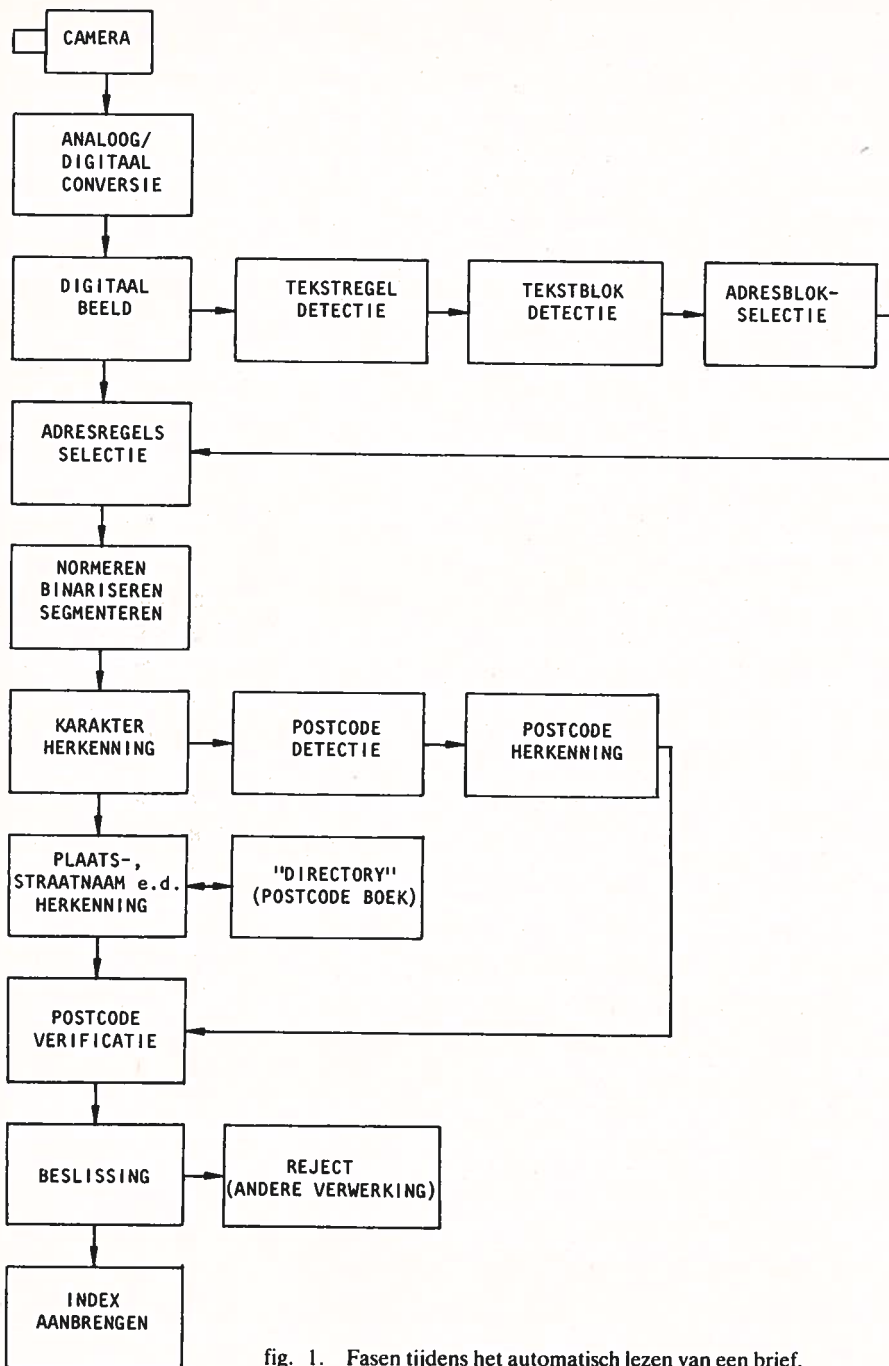 CAMERA
ANALOOG/
DIGITAAL
CONVERSIE
DIGITAAL
BEELD
TEKSTREGEL
DETECTIE
TEKSTBLOK
DETECTIE
ADRESBLOK-
SELECTIE
ADRESREGELS
SELECTIE
NORMEREN
BINARISEREN
SEGMENTEREN
KARAKTER
HERKENNING
POSTCODE
DETECTIE
POSTCODE
HERKENNING
PLAATS-,
STRAATNAAM e.d.
HERKENNING
"DIRECTORY"
(POSTCODE BOEK)
POSTCODE
VERIFICATIE
BESLISSING
REJECT
(ANDERE VERWERKING)
INDEX
AANBRENGEN
fig. 1. Fasen tijdens het automatisch lezen van een brief.